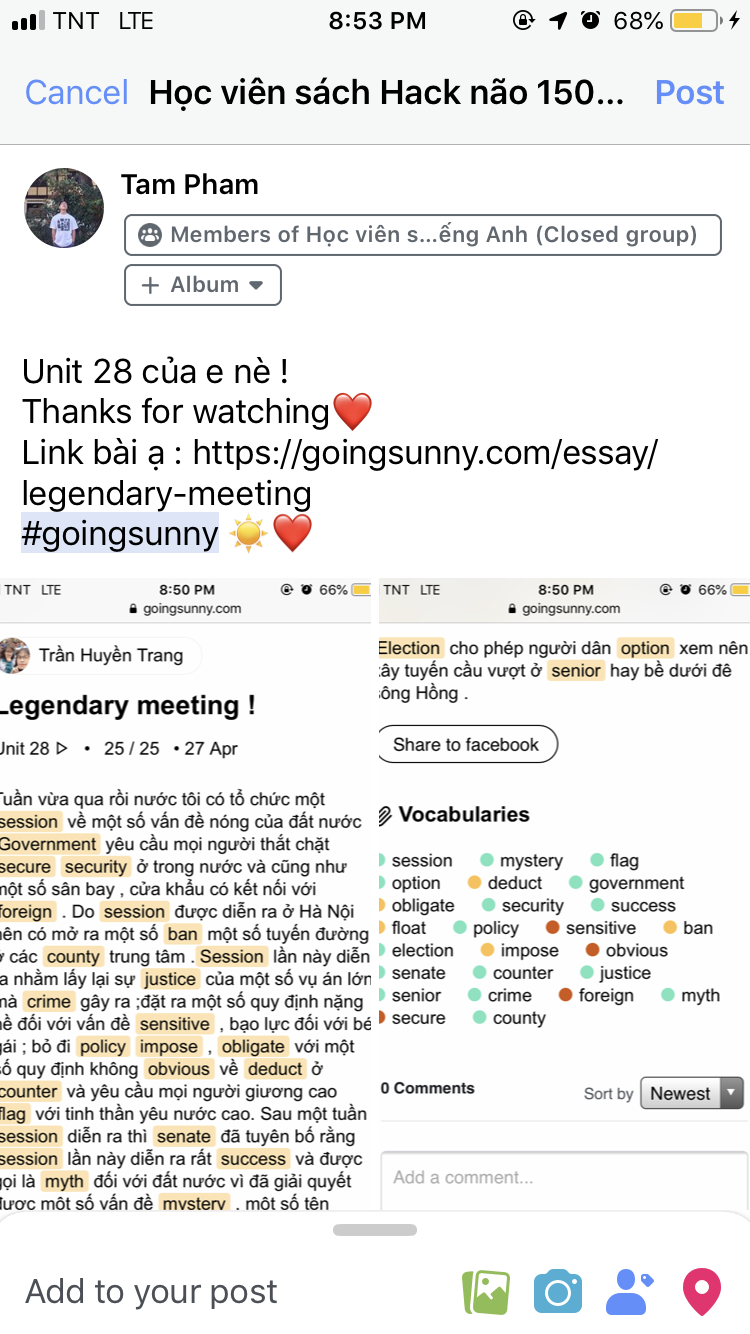 TNT LTE 8:53 PM 68%
Cancel Học viên sách Hack não 150... Post
Tam Pham
Members of Học viên s...ếng Anh (Closed group)
+ Album
Unit 28 của e nè !
Thanks for watching❤️
Link bài ạ : https://goingsunny.com/essay/
legendary-meeting
#goingsunny ☀️❤️
TNT LTE 8:50 PM 66%
goingsunny.com
Trần Huyền Trang
Legendary meeting !
Unit 28 • 25 / 25 • 27 Apr
Tuần vừa qua rồi nước tôi có tổ chức một
session về một số vấn đề nóng của đất nước
Government yêu cầu mọi người thắt chặt
secure security ở trong nước và cũng như
một số sân bay , cửa khẩu có kết nối với
foreign . Do session được diễn ra ở Hà Nội
nên có mở ra một số ban một số tuyến đường
ở các county trung tâm . Session lần này diễn
ra nhằm lấy lại sự justice của một số vụ án lớn
mà crime gây ra ;đặt ra một số quy định nặng
nề đối với vấn đề sensitive , bạo lực đối với bé
gái ; bỏ đi policy impose , obligate với một
số quy định không obvious về deduct ở
counter và yêu cầu mọi người giương cao
flag với tinh thần yêu nước cao. Sau một tuần
session diễn ra thì senate đã tuyên bố rằng
session lần này diễn ra rất success và được
gọi là myth đối với đất nước vì đã giải quyết
được một số vấn đề mystery , một số tên
TNT LTE 8:50 PM 66%
goingsunny.com
Election cho phép người dân option xem nên
xây tuyến cầu vượt ở senior hay bề dưới đê
sông Hồng .
Share to facebook
Vocabularies
session mystery flag
option deduct government
obligate security success
float policy sensitive ban
election impose obvious
senate counter justice
senior crime foreign myth
secure county
0 Comments Sort by Newest
Add a comment...
Add to your post